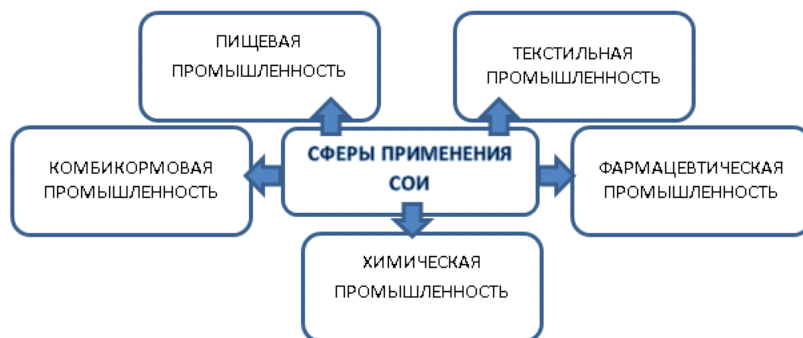 ПИЩЕВАЯ
ПРОМЫШЛЕННОСТЬ
ТЕКСТИЛЬНАЯ
ПРОМЫШЛЕННОСТЬ
СФЕРЫ ПРИМЕНЕНИЯ
СОИ
КОМБИКОРМОВАЯ
ПРОМЫШЛЕННОСТЬ
ФАРМАЦЕВТИЧЕСКАЯ
ПРОМЫШЛЕННОСТЬ
ХИМИЧЕСКАЯ
ПРОМЫШЛЕННОСТЬ